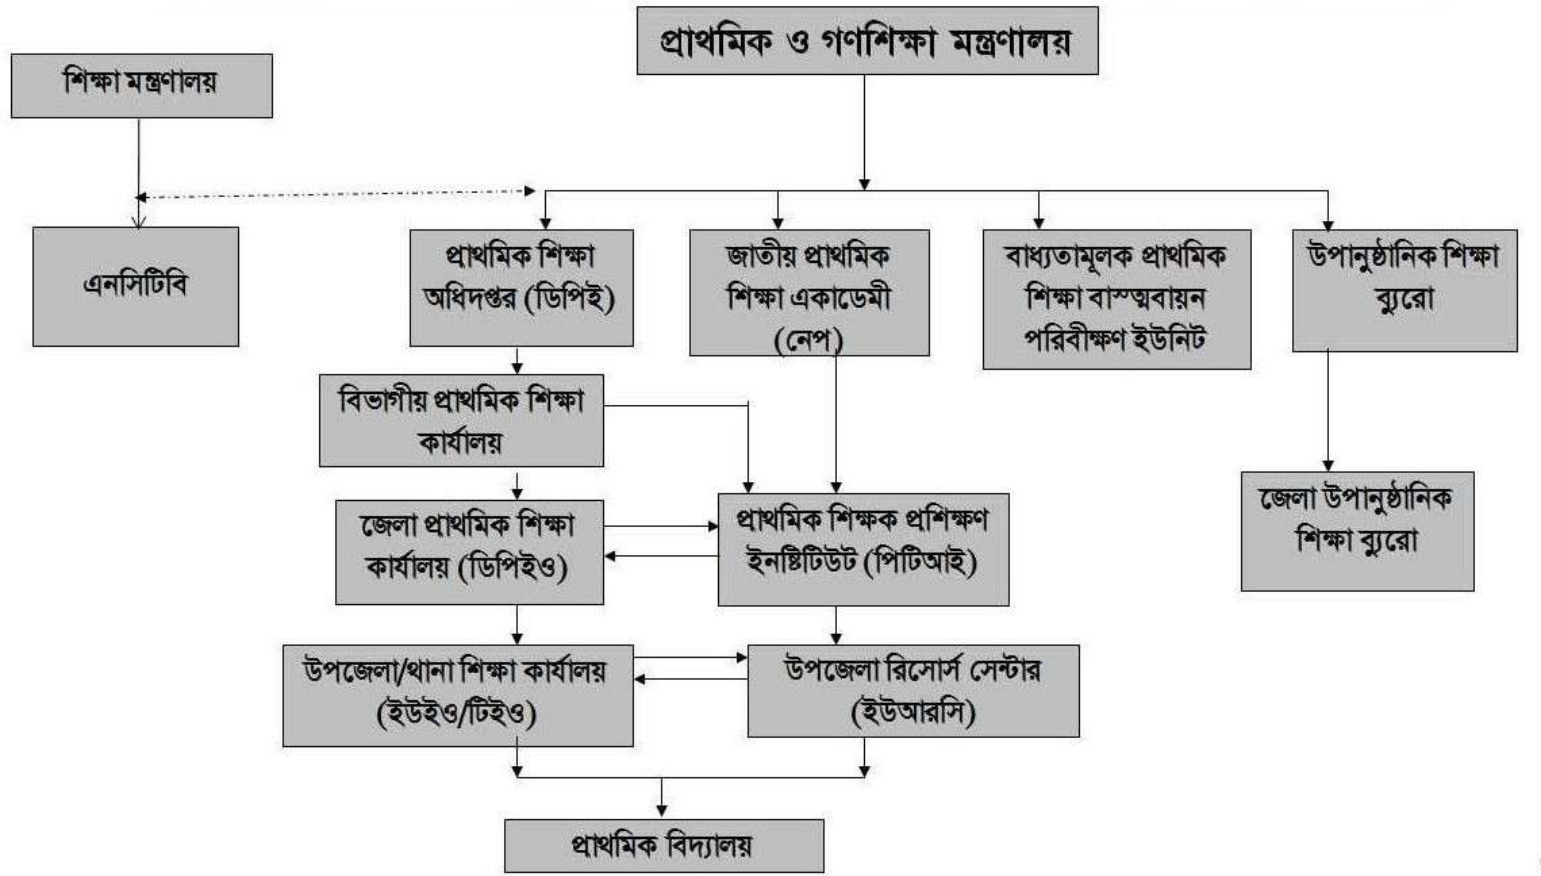 প্রাথমিক ও গণশিক্ষা মন্ত্রণালয়
শিক্ষা মন্ত্রণালয়
এনসিটিবি
প্রাথমিক শিক্ষা
অধিদপ্তর (ডিপিই)
জাতীয় প্রাথমিক
শিক্ষা একাডেমী
(নেপ)
বাধ্যতামূলক প্রাথমিক
শিক্ষা বাস্ত্মবায়ন
পরিবীক্ষণ ইউনিট
উপানুষ্ঠানিক শিক্ষা
ব্যুরো
বিভাগীয় প্রাথমিক শিক্ষা
কার্যালয়
জেলা প্রাথমিক শিক্ষা
কার্যালয় (ডিপিইও)
প্রাথমিক শিক্ষক প্রশিক্ষণ
ইনষ্টিটিউট (পিটিআই)
জেলা উপানুষ্ঠানিক
শিক্ষা ব্যুরো
উপজেলা/থানা শিক্ষা কার্যালয়
(ইউইও/টিইও)
উপজেলা রিসোর্স সেন্টার
(ইউআরসি)
প্রাথমিক বিদ্যালয়